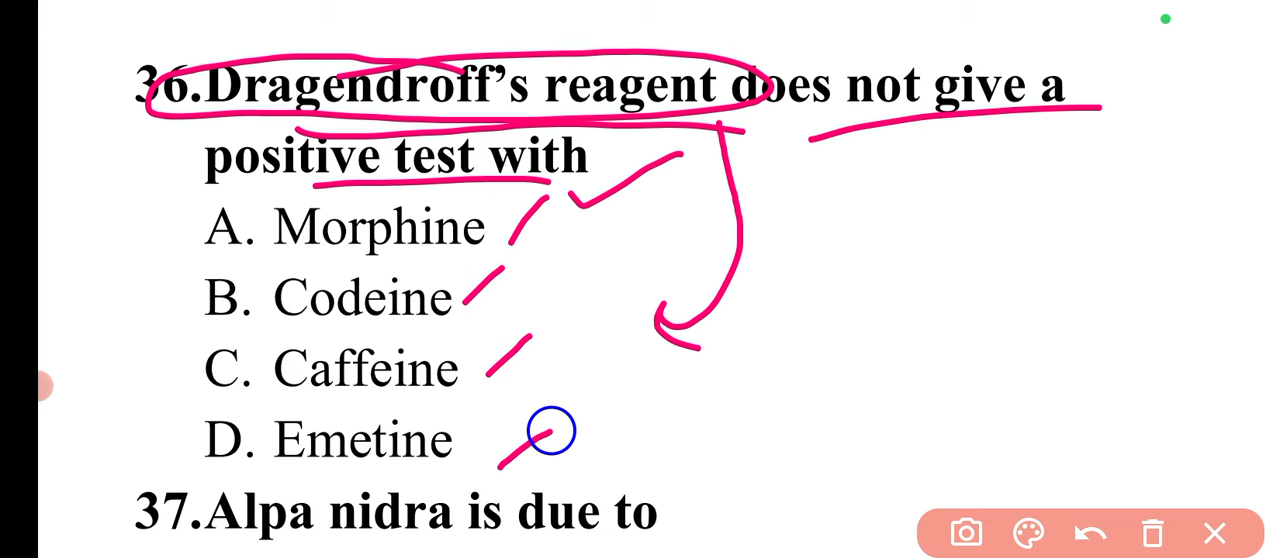 36.Dragendroff's reagent does not give a
positive test with
A. Morphine
B. Codeine
C. Caffeine
D. Emetine
37.Alpa nidra is due to